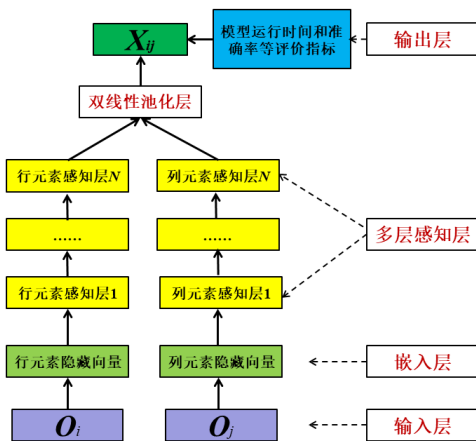 Xij
模型运行时间和准
确率等评价指标
输出层
双线性池化层
行元素感知层N
列元素感知层N
......
......
多层感知层
行元素感知层1
列元素感知层1
行元素隐藏向量
列元素隐藏向量
嵌入层
Oi
Oj
输入层